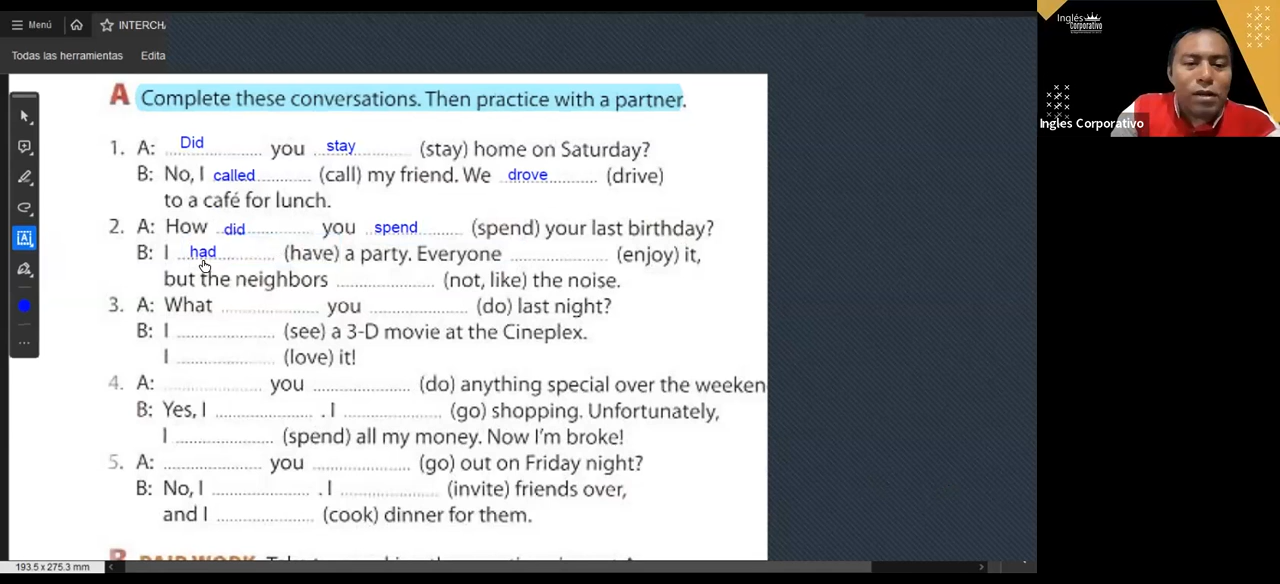 Menú INTERCHA
Todas las herramientas Edita
A Complete these conversations. Then practice with a partner.
1. A: Did you stay (stay) home on Saturday?
B: No, I called (call) my friend. We drove (drive)
to a café for lunch.
2. A: How did you spend (spend) your last birthday?
B: I had (have) a party. Everyone (enjoy) it,
but the neighbors (not, like) the noise.
3. A: What you (do) last night?
B: I (see) a 3-D movie at the Cineplex.
I (love) it!
4. A: you (do) anything special over the weeken
B: Yes, I . I (go) shopping. Unfortunately,
I (spend) all my money. Now I'm broke!
5. A: you (go) out on Friday night?
B: No, I . I (invite) friends over,
and I (cook) dinner for them.
B PAIR WORK
193.5 x 275.3 mm
Inglés
Corporativo
Ingles Corporativo